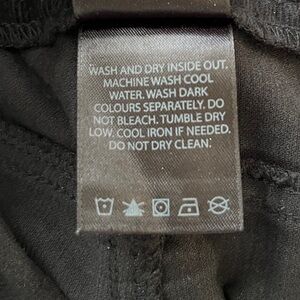 WASH AND DRY INSIDE OUT.
MACHINE WASH COOL
WATER. WASH DARK
COLOURS SEPARATELY. DO
NOT BLEACH. TUMBLE DRY
LOW. COOL IRON IF NEEDED.
DO NOT DRY CLEAN.